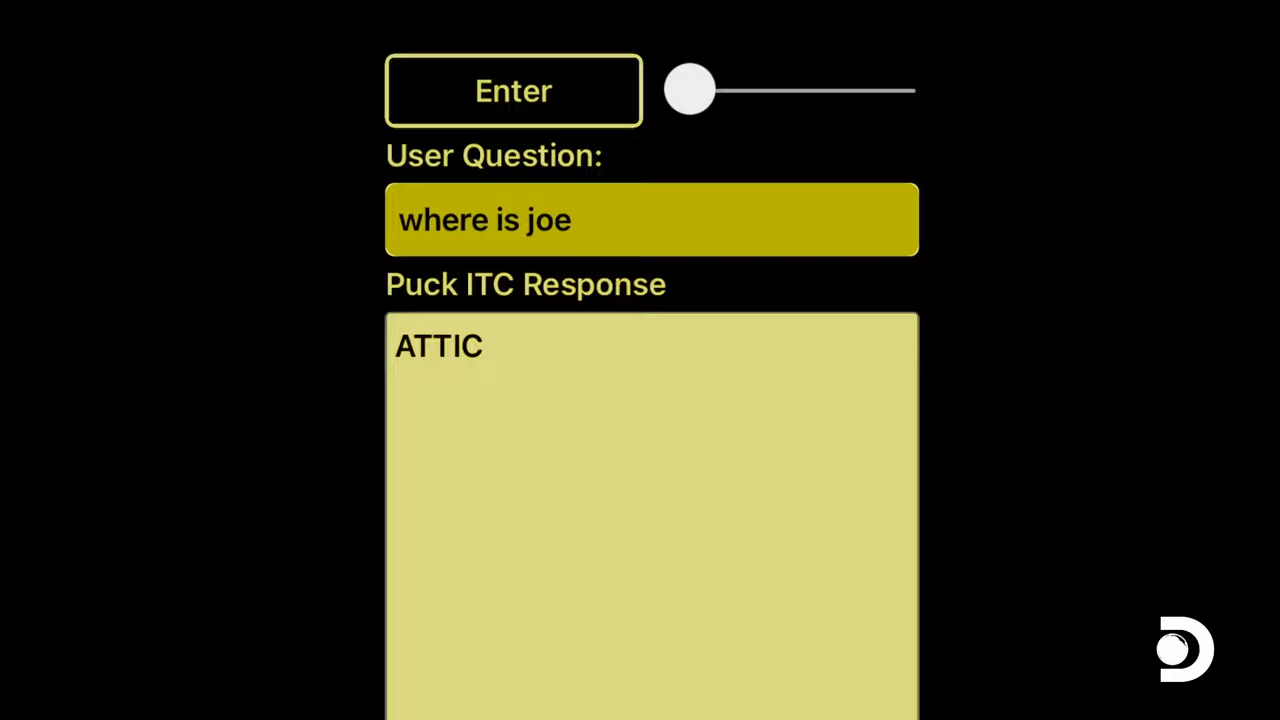 Enter
User Question:
where is joe
Puck ITC Response
ATTIC